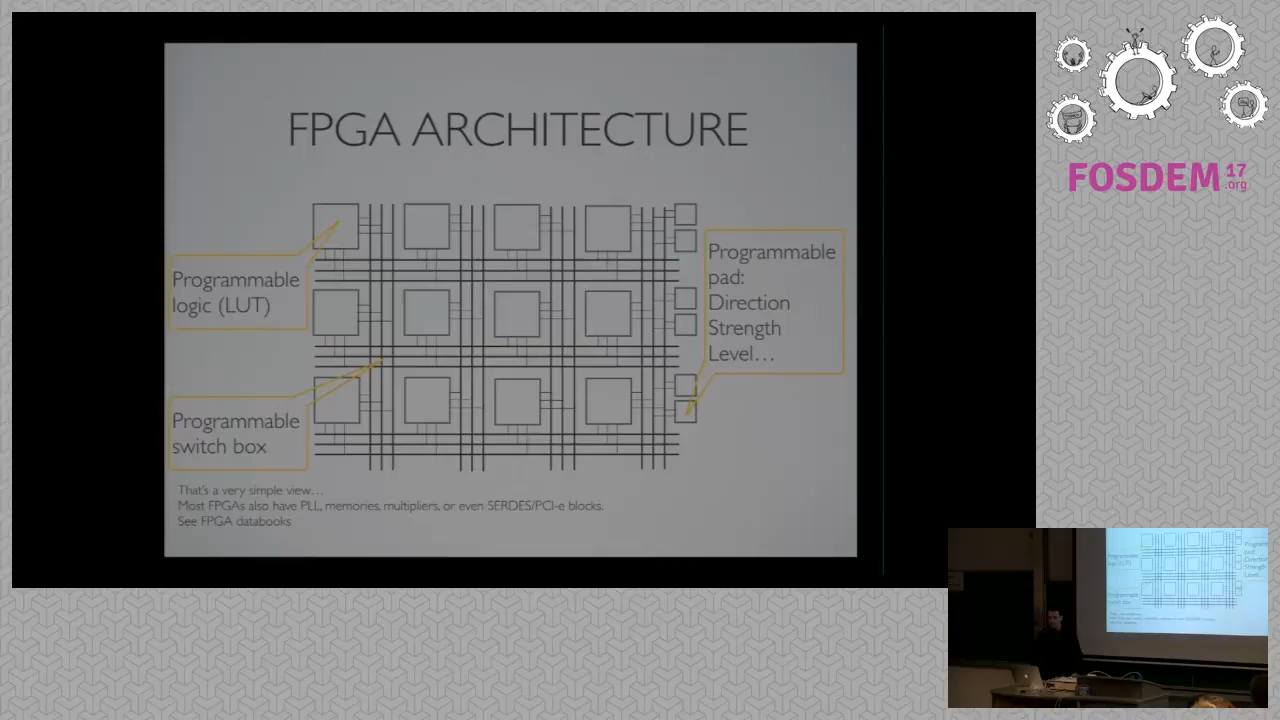 FPGA ARCHITECTURE
Programmable
logic (LUT)
Programmable
switch box
Programmable
pad:
Direction
Strength
Level...
That's a very simple view...
Most FPGAs also have PLL, memories, multipliers, or even SERDES/PCI-e blocks.
See FPGA databooks
FOSDEM 17
.org